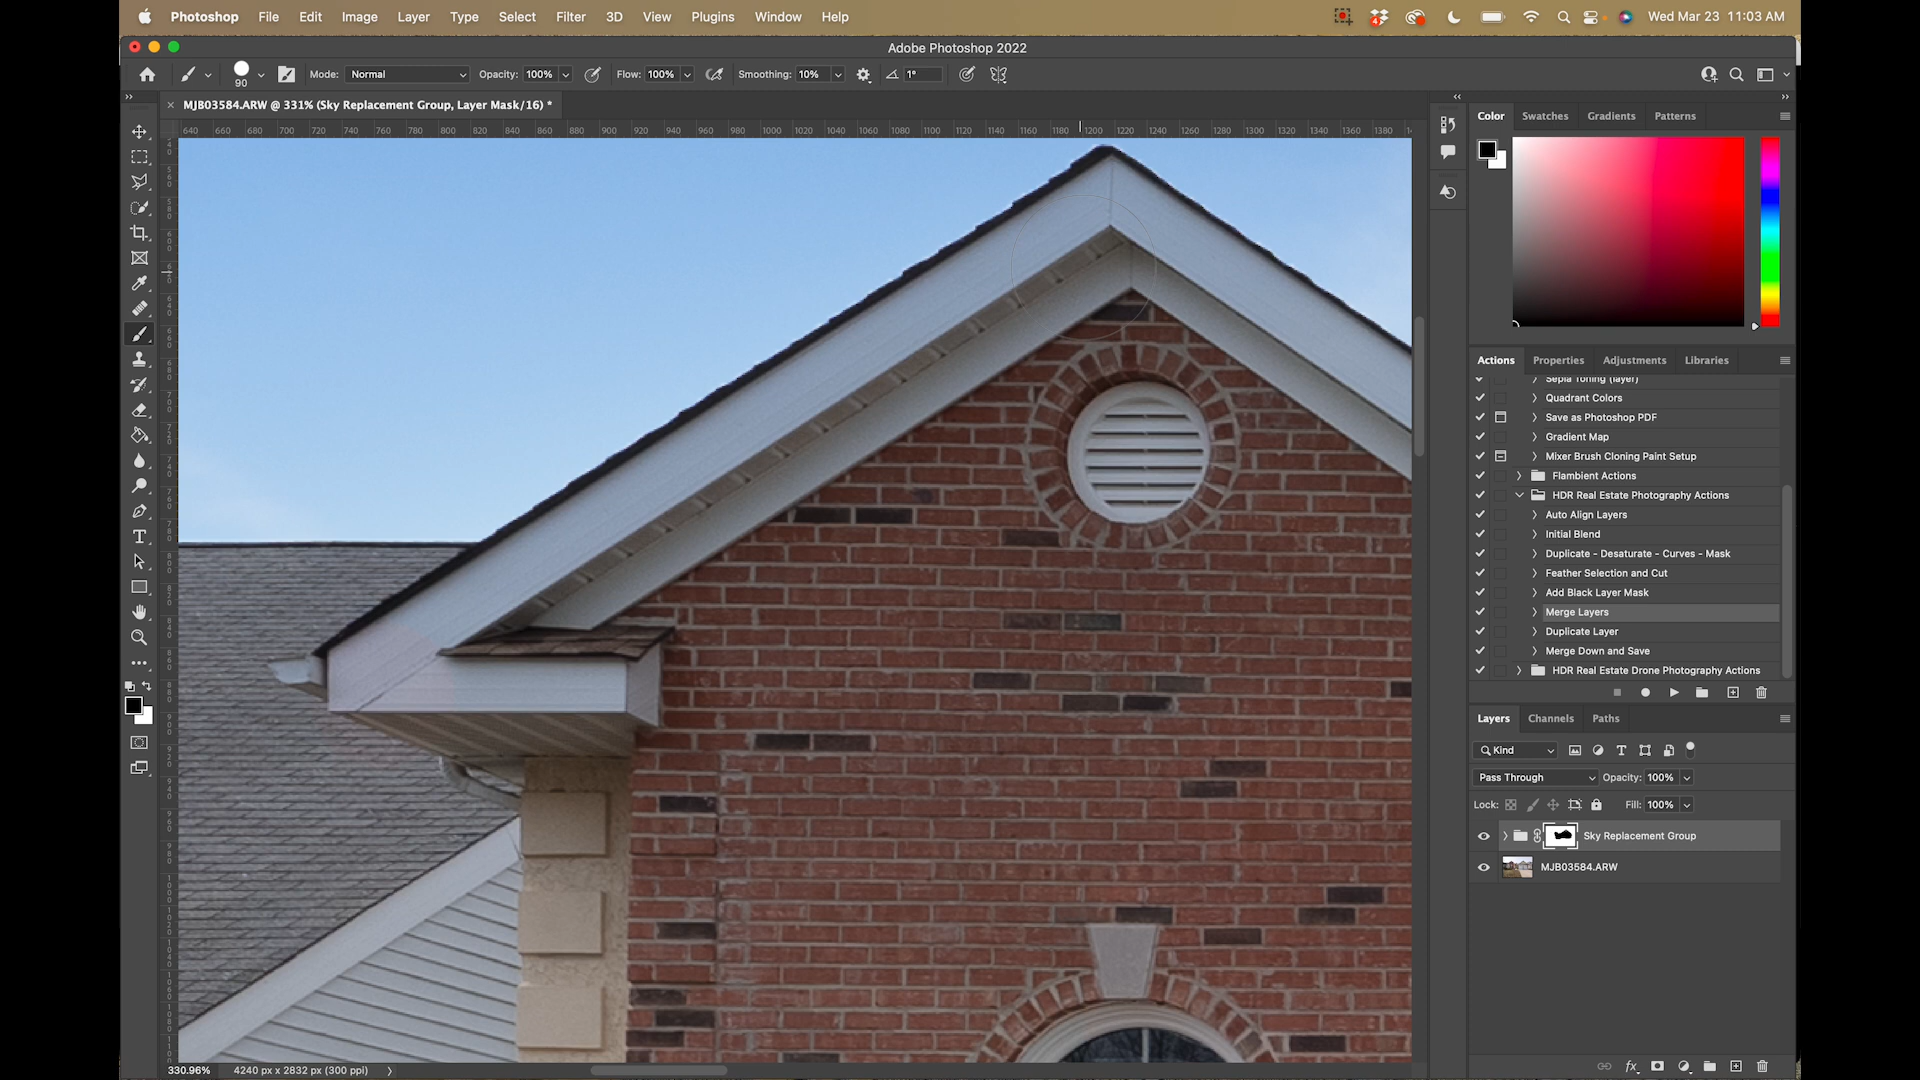 Photoshop File Edit Image Layer Type Select Filter 3D View Plugins Window Help
Wed Mar 23 11:03 AM
Adobe Photoshop 2022
90
Mode: Normal Opacity: 100% Flow: 100% Smoothing: 10% 1°
MJB03584.ARW @ 331% (Sky Replacement Group, Layer Mask/16) *
640 660 680 700 720 740 760 780 800 820 840 860 880 900 920 940 960 980 1000 1020 1040 1060 1080 1100 1120 1140 1160 1180 1200 1220 1240 1260 1280 1300 1320 1340 1360 1380
Color Swatches Gradients Patterns
Actions Properties Adjustments Libraries
Sepia Toning (layer)
Quadrant Colors
Save as Photoshop PDF
Gradient Map
Mixer Brush Cloning Paint Setup
Flambient Actions
HDR Real Estate Photography Actions
Auto Align Layers
Initial Blend
Duplicate - Desaturate - Curves - Mask
Feather Selection and Cut
Add Black Layer Mask
Merge Layers
Duplicate Layer
Merge Down and Save
HDR Real Estate Drone Photography Actions
Layers Channels Paths
Kind
Pass Through Opacity: 100%
Lock: Fill: 100%
Sky Replacement Group
MJB03584.ARW
330.96% 4240 px x 2832 px (300 ppi)